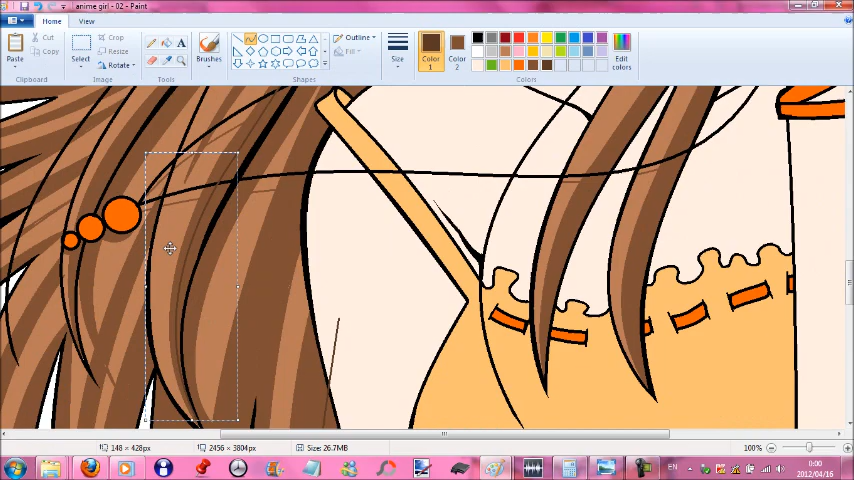 anime girl - 02 - Paint
Home View
Paste
Cut
Copy
Clipboard
Select
Crop
Resize
Rotate
Image
Tools
Brushes
Outline
Fill
Shapes
Size
Color 1
Color 2
Edit colors
Colors
148 × 428px
2456 × 3804px
Size: 26.7MB
100%
EN
0:00
2012/04/16